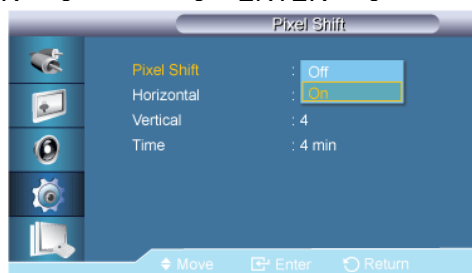 Pixel Shift
Pixel Shift : Off
Horizontal : On
Vertical : 4
Time : 4 min
Move Enter Return